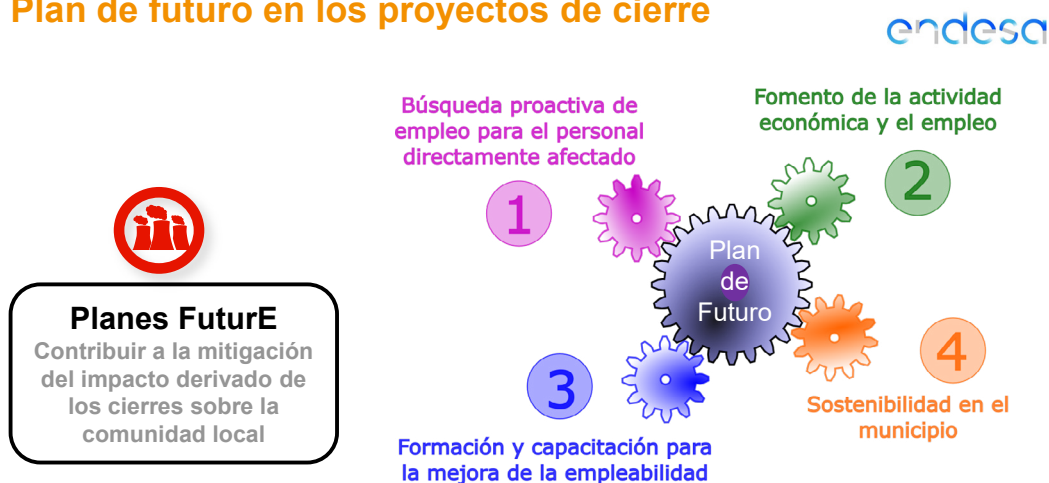 Plan de futuro en los proyectos de cierre
endesa
Búsqueda proactiva de
empleo para el personal
directamente afectado
1
Fomento de la actividad
económica y el empleo
2
Plan
de
Futuro
Planes FuturE
Contribuir a la mitigación
del impacto derivado de
los cierres sobre la
comunidad local
3
Formación y capacitación para
la mejora de la empleabilidad
4
Sostenibilidad en el
municipio